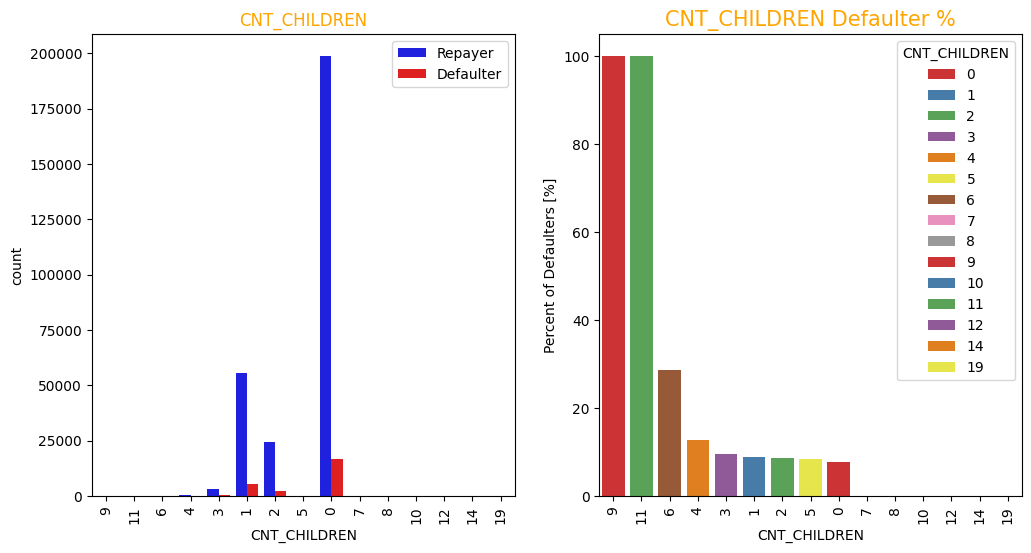 CNT_CHILDREN
Repayer
Defaulter
200000
175000
150000
125000
100000
75000
50000
25000
0
count
9 11 6 4 3 1 2 5 0 7 8 10 12 14 19
CNT_CHILDREN
CNT_CHILDREN Defaulter %
CNT_CHILDREN
0
1
2
3
4
5
6
7
8
9
10
11
12
14
19
100
80
60
40
20
0
Percent of Defaulters [%]
9 11 6 4 3 1 2 5 0 7 8 10 12 14 19
CNT_CHILDREN